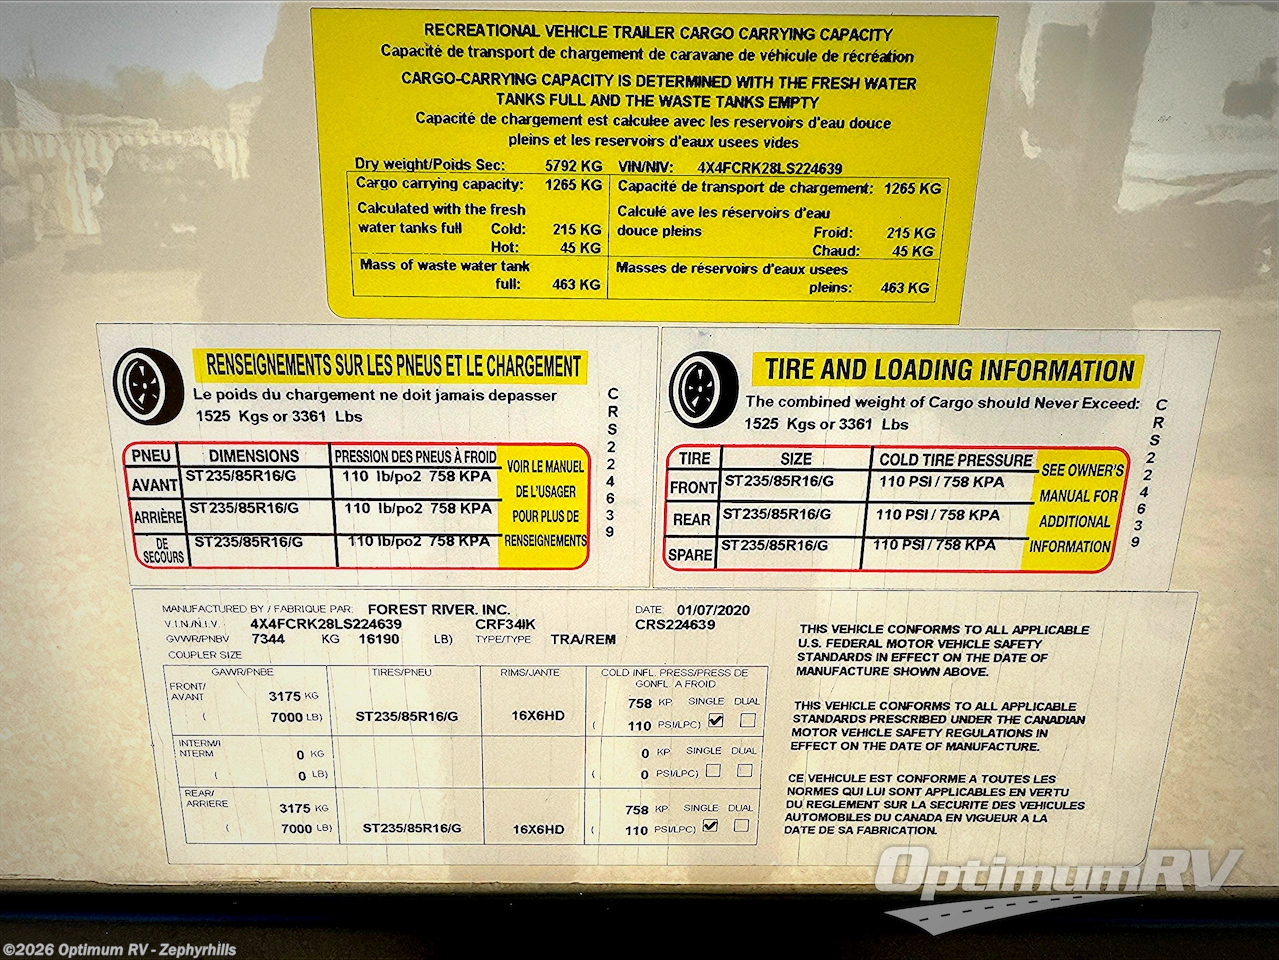 RECREATIONAL VEHICLE TRAILER CARGO CARRYING CAPACITY
Capacité de transport de chargement de caravane de véhicule de récréation
CARGO-CARRYING CAPACITY IS DETERMINED WITH THE FRESH WATER
TANKS FULL AND THE WASTE TANKS EMPTY
Capacité de chargement est calculee avec les reservoirs d'eau douce
pleins et les reservoirs d'eaux usees vides
Dry weight/Poids Sec: 5792 KG VIN/NIV: 4X4FCRK28LS224639
Cargo carrying capacity: 1265 KG Capacité de transport de chargement: 1265 KG
Calculated with the fresh Calculé ave les réservoirs d'eau
water tanks full Cold: 215 KG douce pleins Froid: 215 KG
Hot: 45 KG Chaud: 45 KG
Mass of waste water tank Masses de réservoirs d'eaux usees
full: 463 KG pleins: 463 KG
RENSEIGNEMENTS SUR LES PNEUS ET LE CHARGEMENT
Le poids du chargement ne doit jamais depasser
1525 Kgs or 3361 Lbs
PNEU DIMENSIONS PRESSION DES PNEUS À FROID
AVANT ST235/85R16/G 110 lb/po2 758 KPA
ARRIÈRE ST235/85R16/G 110 lb/po2 758 KPA
DE SECOURS ST235/85R16/G 110 lb/po2 758 KPA
VOIR LE MANUEL
DE L'USAGER
POUR PLUS DE
RENSEIGNEMENTS
CRS224639
TIRE AND LOADING INFORMATION
The combined weight of Cargo should Never Exceed:
1525 Kgs or 3361 Lbs
TIRE SIZE COLD TIRE PRESSURE
FRONT ST235/85R16/G 110 PSI / 758 KPA
REAR ST235/85R16/G 110 PSI / 758 KPA
SPARE ST235/85R16/G 110 PSI / 758 KPA
SEE OWNER'S
MANUAL FOR
ADDITIONAL
INFORMATION
CRS224639
MANUFACTURED BY / FABRIQUE PAR: FOREST RIVER, INC. DATE: 01/07/2020
V.I.N./N.I.V. 4X4FCRK28LS224639 CRF34IK CRS224639
GVWR/PNBV 7344 KG 16190 LB) TYPE/TYPE TRA/REM
COUPLER SIZE
GAWR/PNBE TIRES/PNEU RIMS/JANTE COLD INFL. PRESS/PRESS DE
GONFL. A FROID
FRONT/
AVANT 3175 KG 758 KP SINGLE DUAL
( 7000 LB) ST235/85R16/G 16X6HD ( 110 PSI/LPC)
INTERM/I
NTERM 0 KG 0 KP SINGLE DUAL
( 0 LB) ( 0 PSI/LPC)
REAR/
ARRIERE 3175 KG 758 KP SINGLE DUAL
( 7000 LB) ST235/85R16/G 16X6HD ( 110 PSI/LPC)
THIS VEHICLE CONFORMS TO ALL APPLICABLE
U.S. FEDERAL MOTOR VEHICLE SAFETY
STANDARDS IN EFFECT ON THE DATE OF
MANUFACTURE SHOWN ABOVE.
THIS VEHICLE CONFORMS TO ALL APPLICABLE
STANDARDS PRESCRIBED UNDER THE CANADIAN
MOTOR VEHICLE SAFETY REGULATIONS IN
EFFECT ON THE DATE OF MANUFACTURE.
CE VEHICULE EST CONFORME A TOUTES LES
NORMES QUI LUI SONT APPLICABLES EN VERTU
DU REGLEMENT SUR LA SECURITE DES VEHICULES
AUTOMOBILES DU CANADA EN VIGUEUR A LA
DATE DE SA FABRICATION.
OptimumRV
©2026 Optimum RV - Zephyrhills